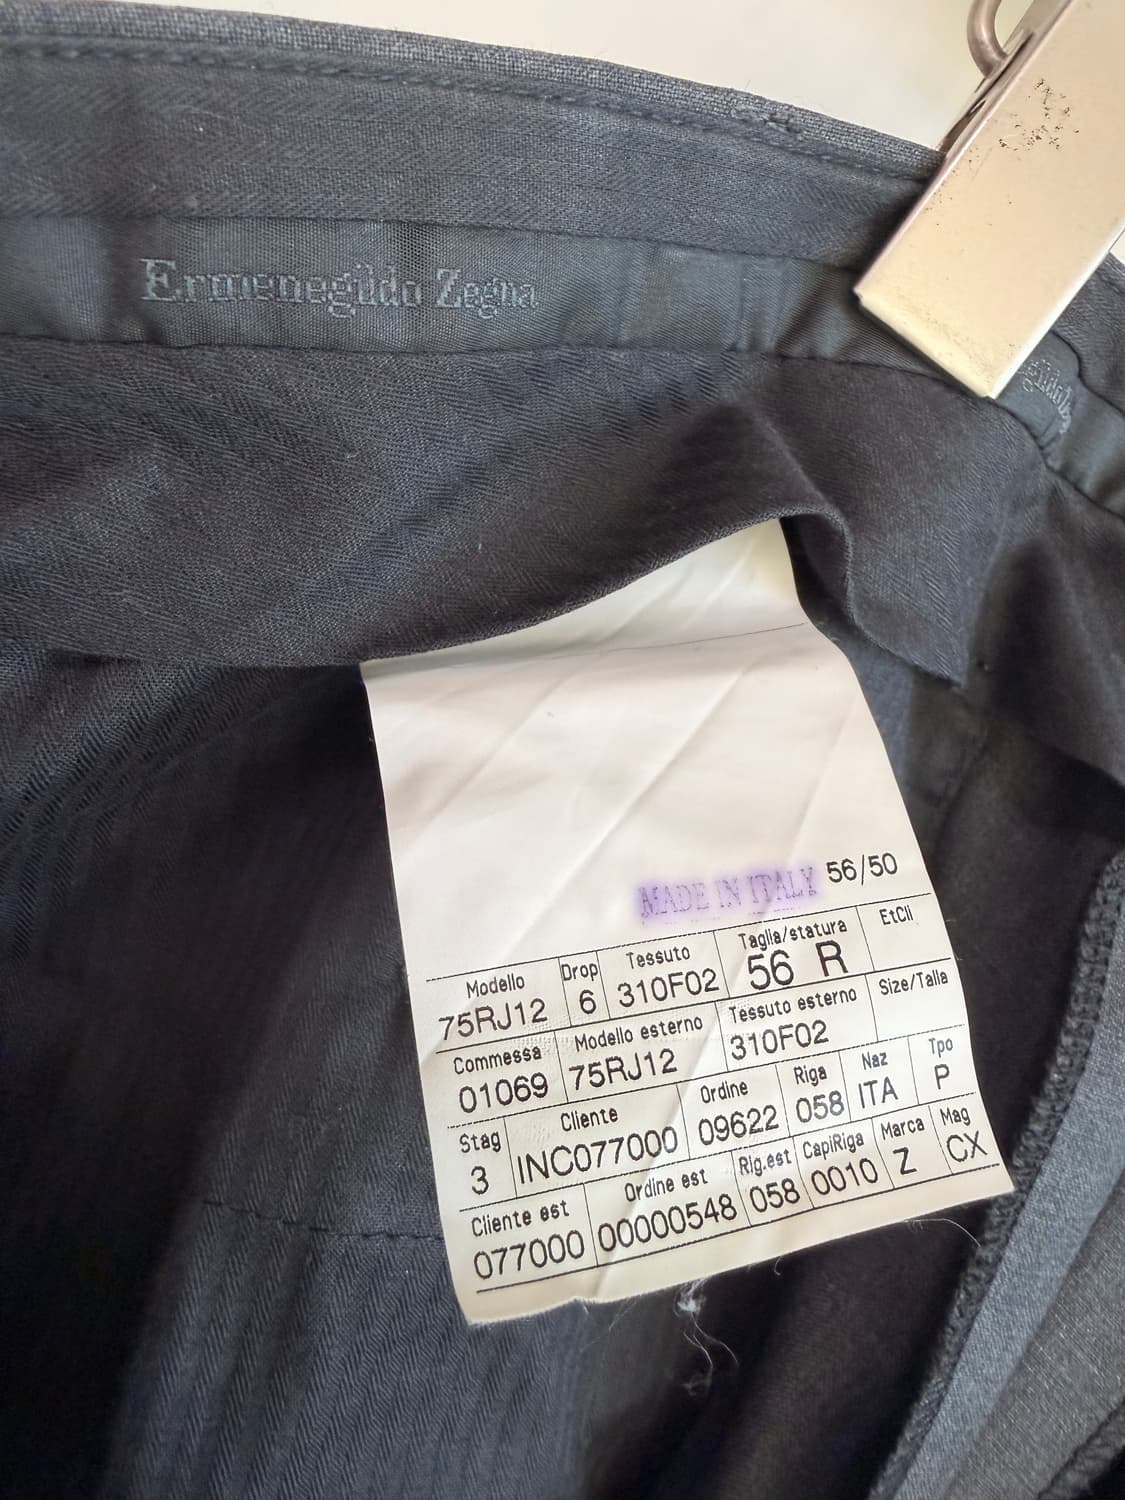 Ermenegildo Zegna
MADE IN ITALY 56/50
Modello Drop Tessuto Taglia/statura EtCli
75RJ12 6 310F02 56 R
Commessa Modello esterno Tessuto esterno Size/Talla
01069 75RJ12 310F02
Stag Cliente Ordine Riga Naz Tpo
3 INC077000 09622 058 ITA P
Cliente est Ordine est Rig.est CapiRiga Marca Mag
077000 00000548 058 0010 Z CX